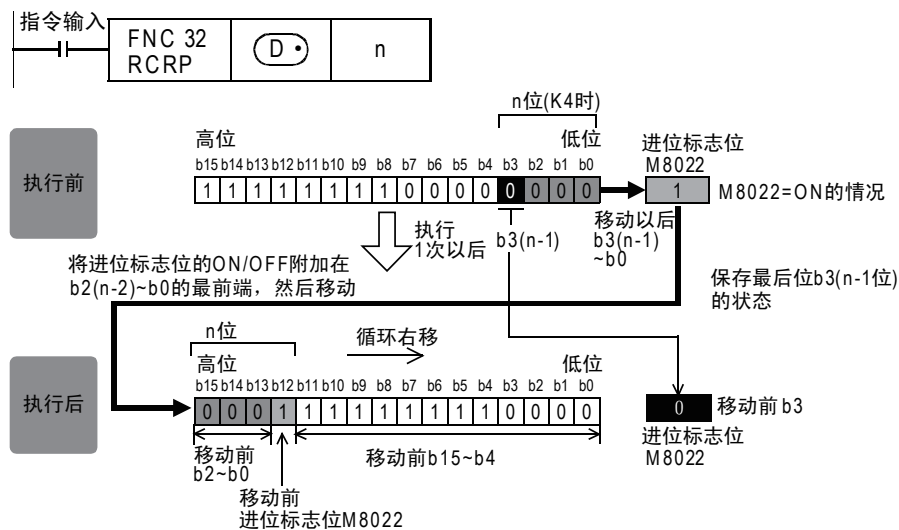 指令输入
FNC 32
RCRP
D•
n
n位(K4时)
高位
低位
进位标志位
M8022
b15 b14 b13 b12 b11 b10 b9 b8 b7 b6 b5 b4 b3 b2 b1 b0
执行前
1 1 1 1 1 1 1 1 0 0 0 0 0 0 0 0
1
M8022=ON的情况
执行
1次以后
b3(n-1)
移动以后
b3(n-1)
~b0
将进位标志位的ON/OFF附加在
b2(n-2)~b0的最前端，然后移动
保存最后位b3(n-1位)
的状态
n位
循环右移
高位
低位
b15 b14 b13 b12 b11 b10 b9 b8 b7 b6 b5 b4 b3 b2 b1 b0
执行后
0 0 0 1 1 1 1 1 1 1 1 1 0 0 0 0
0
移动前 b3
进位标志位
M8022
移动前
b2~b0
移动前b15~b4
移动前
进位标志位M8022